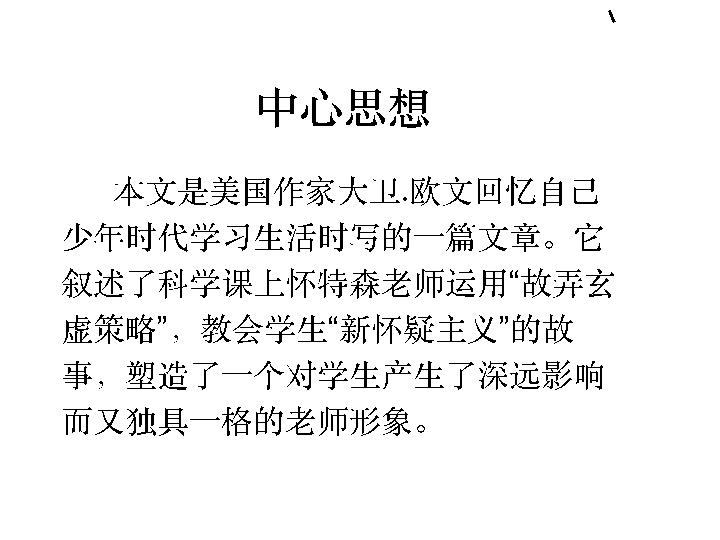 中心思想
本文是美国作家大卫.欧文回忆自己
少年时代学习生活时写的一篇文章。它
叙述了科学课上怀特森老师运用“故弄玄
虚策略”，教会学生“新怀疑主义”的故
事，塑造了一个对学生产生了深远影响
而又独具一格的老师形象。